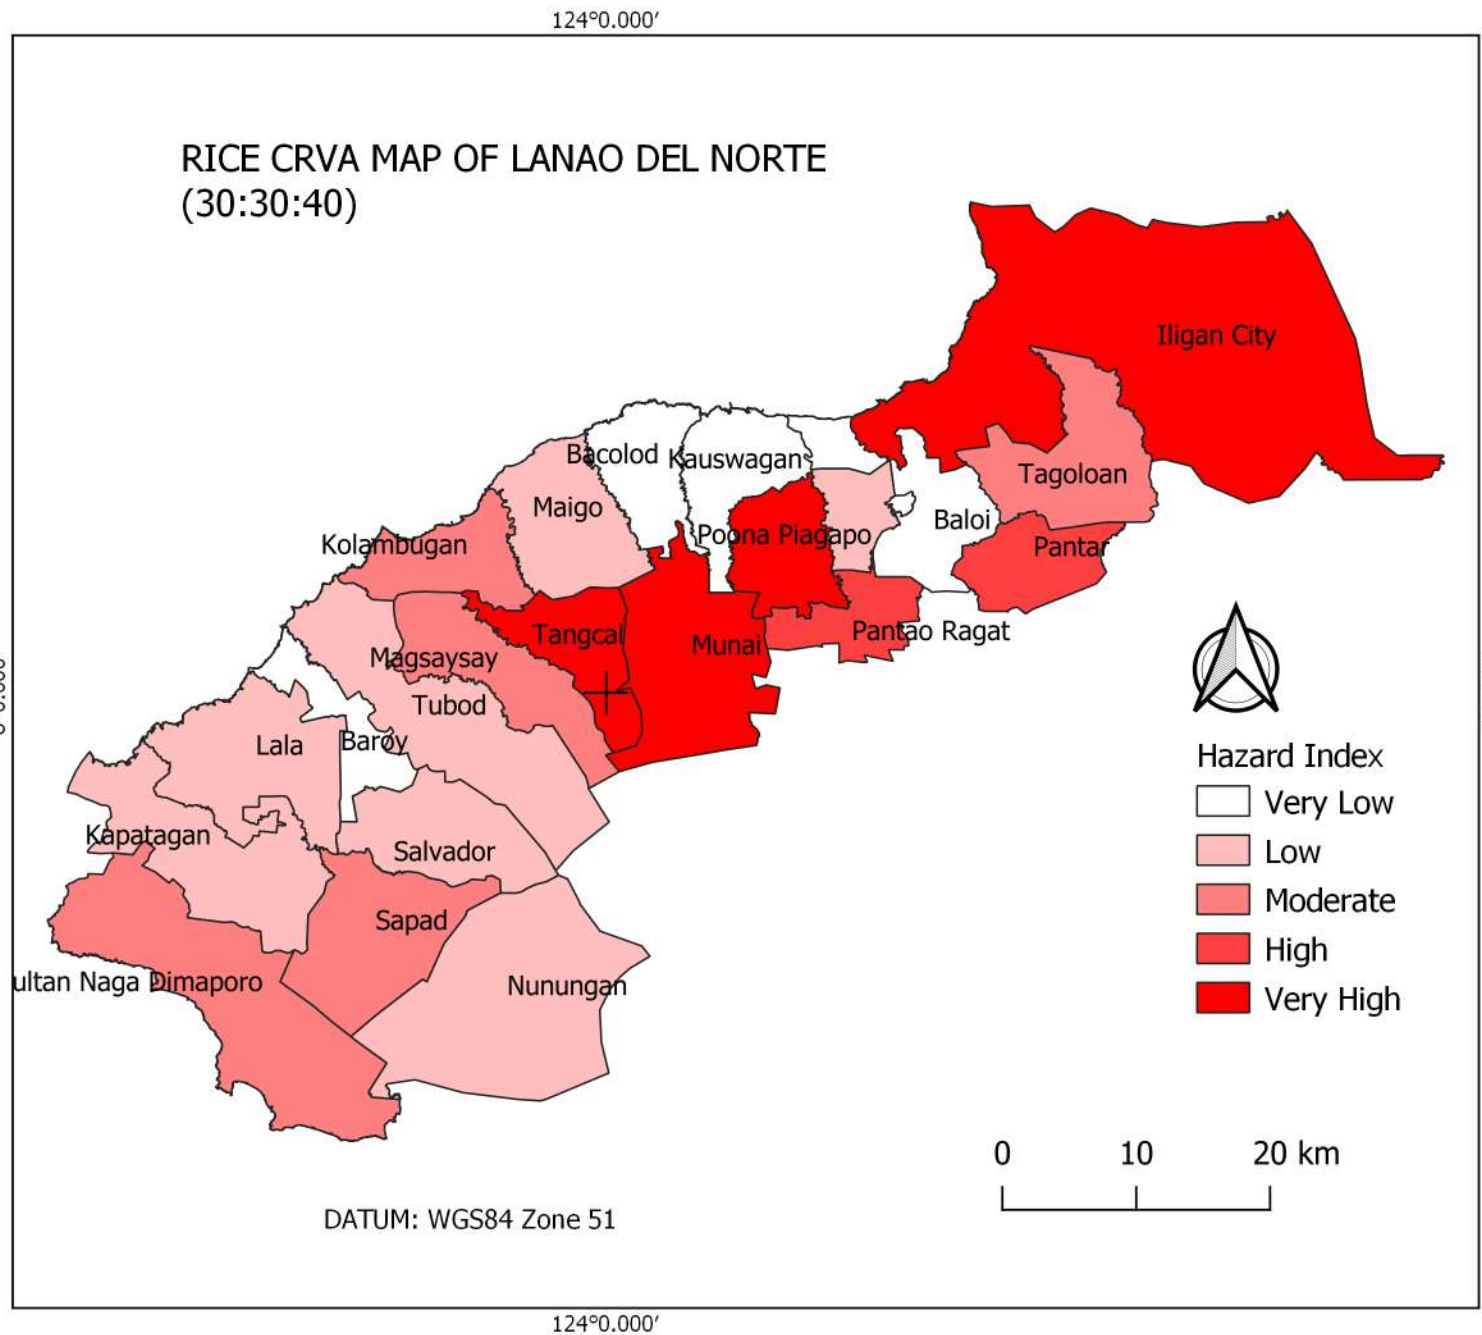 124°0.000′
RICE CRVA MAP OF LANAO DEL NORTE
(30:30:40)
Iligan City
Bacolod
Kauswagan
Tagoloan
Maigo
Baloi
Poona Piagapo
Kolambugan
Pantar
Tangcal
Munai
Pantao Ragat
Magsaysay
Tubod
Lala
Baroy
Kapatagan
Salvador
Sapad
ultan Naga Dimaporo
Nunungan
Hazard Index
Very Low
Low
Moderate
High
Very High
0 10 20 km
DATUM: WGS84 Zone 51
124°0.000′